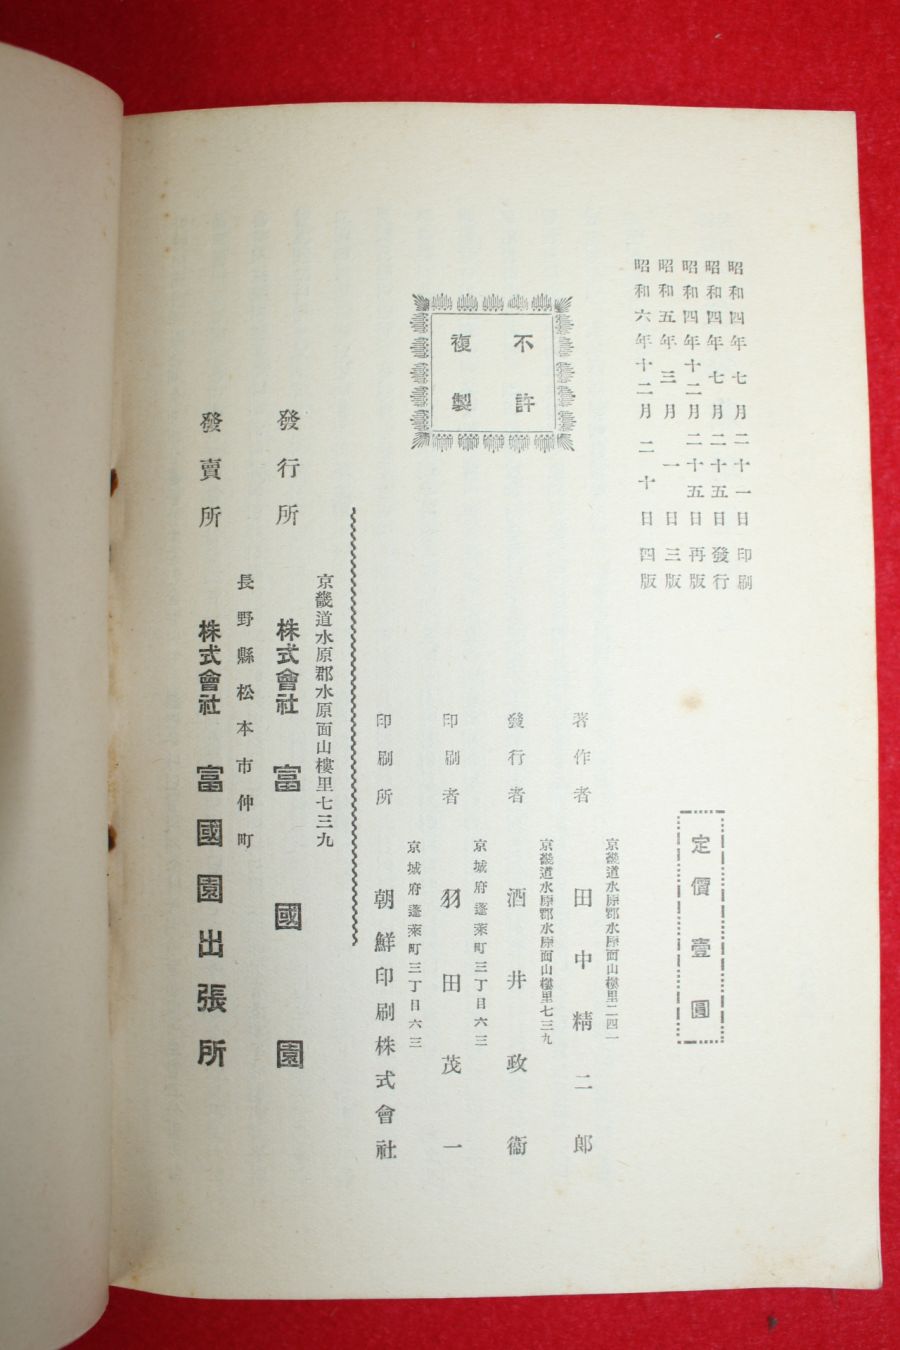 昭和四年七月二十一日印刷
昭和四年七月二十五日發行
昭和四年十二月二十五日再版
昭和五年三月一日三版
昭和六年十二月二十日四版
定價壹圓
不許
複製
京畿道水原郡水原面山樓里二四一
著作者 田中精二郎
京畿道水原郡水原面山樓里七三九
發行者 酒井政衞
京城府蓬萊町三丁目六三
印刷者 羽田茂一
京城府蓬萊町三丁目六三
印刷所 朝鮮印刷株式會社
京畿道水原郡水原面山樓里七三九
發行所 株式會社 富國園
長野縣松本市仲町
發賣所 株式會社 富國園出張所